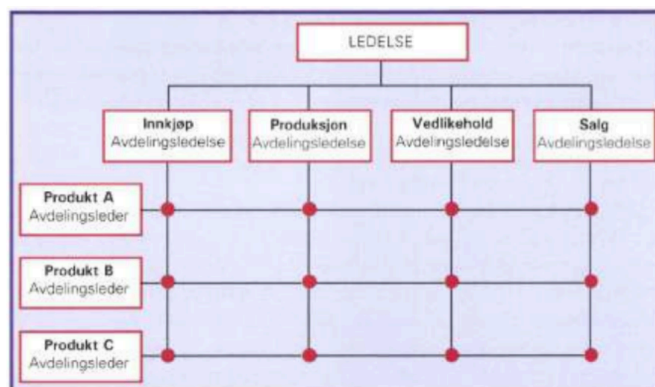 LEDELSE
Innkjøp
Avdelingsledelse
Produksjon
Avdelingsledelse
Vedlikehold
Avdelingsledelse
Salg
Avdelingsledelse
Produkt A
Avdelingsleder
Produkt B
Avdelingsleder
Produkt C
Avdelingsleder